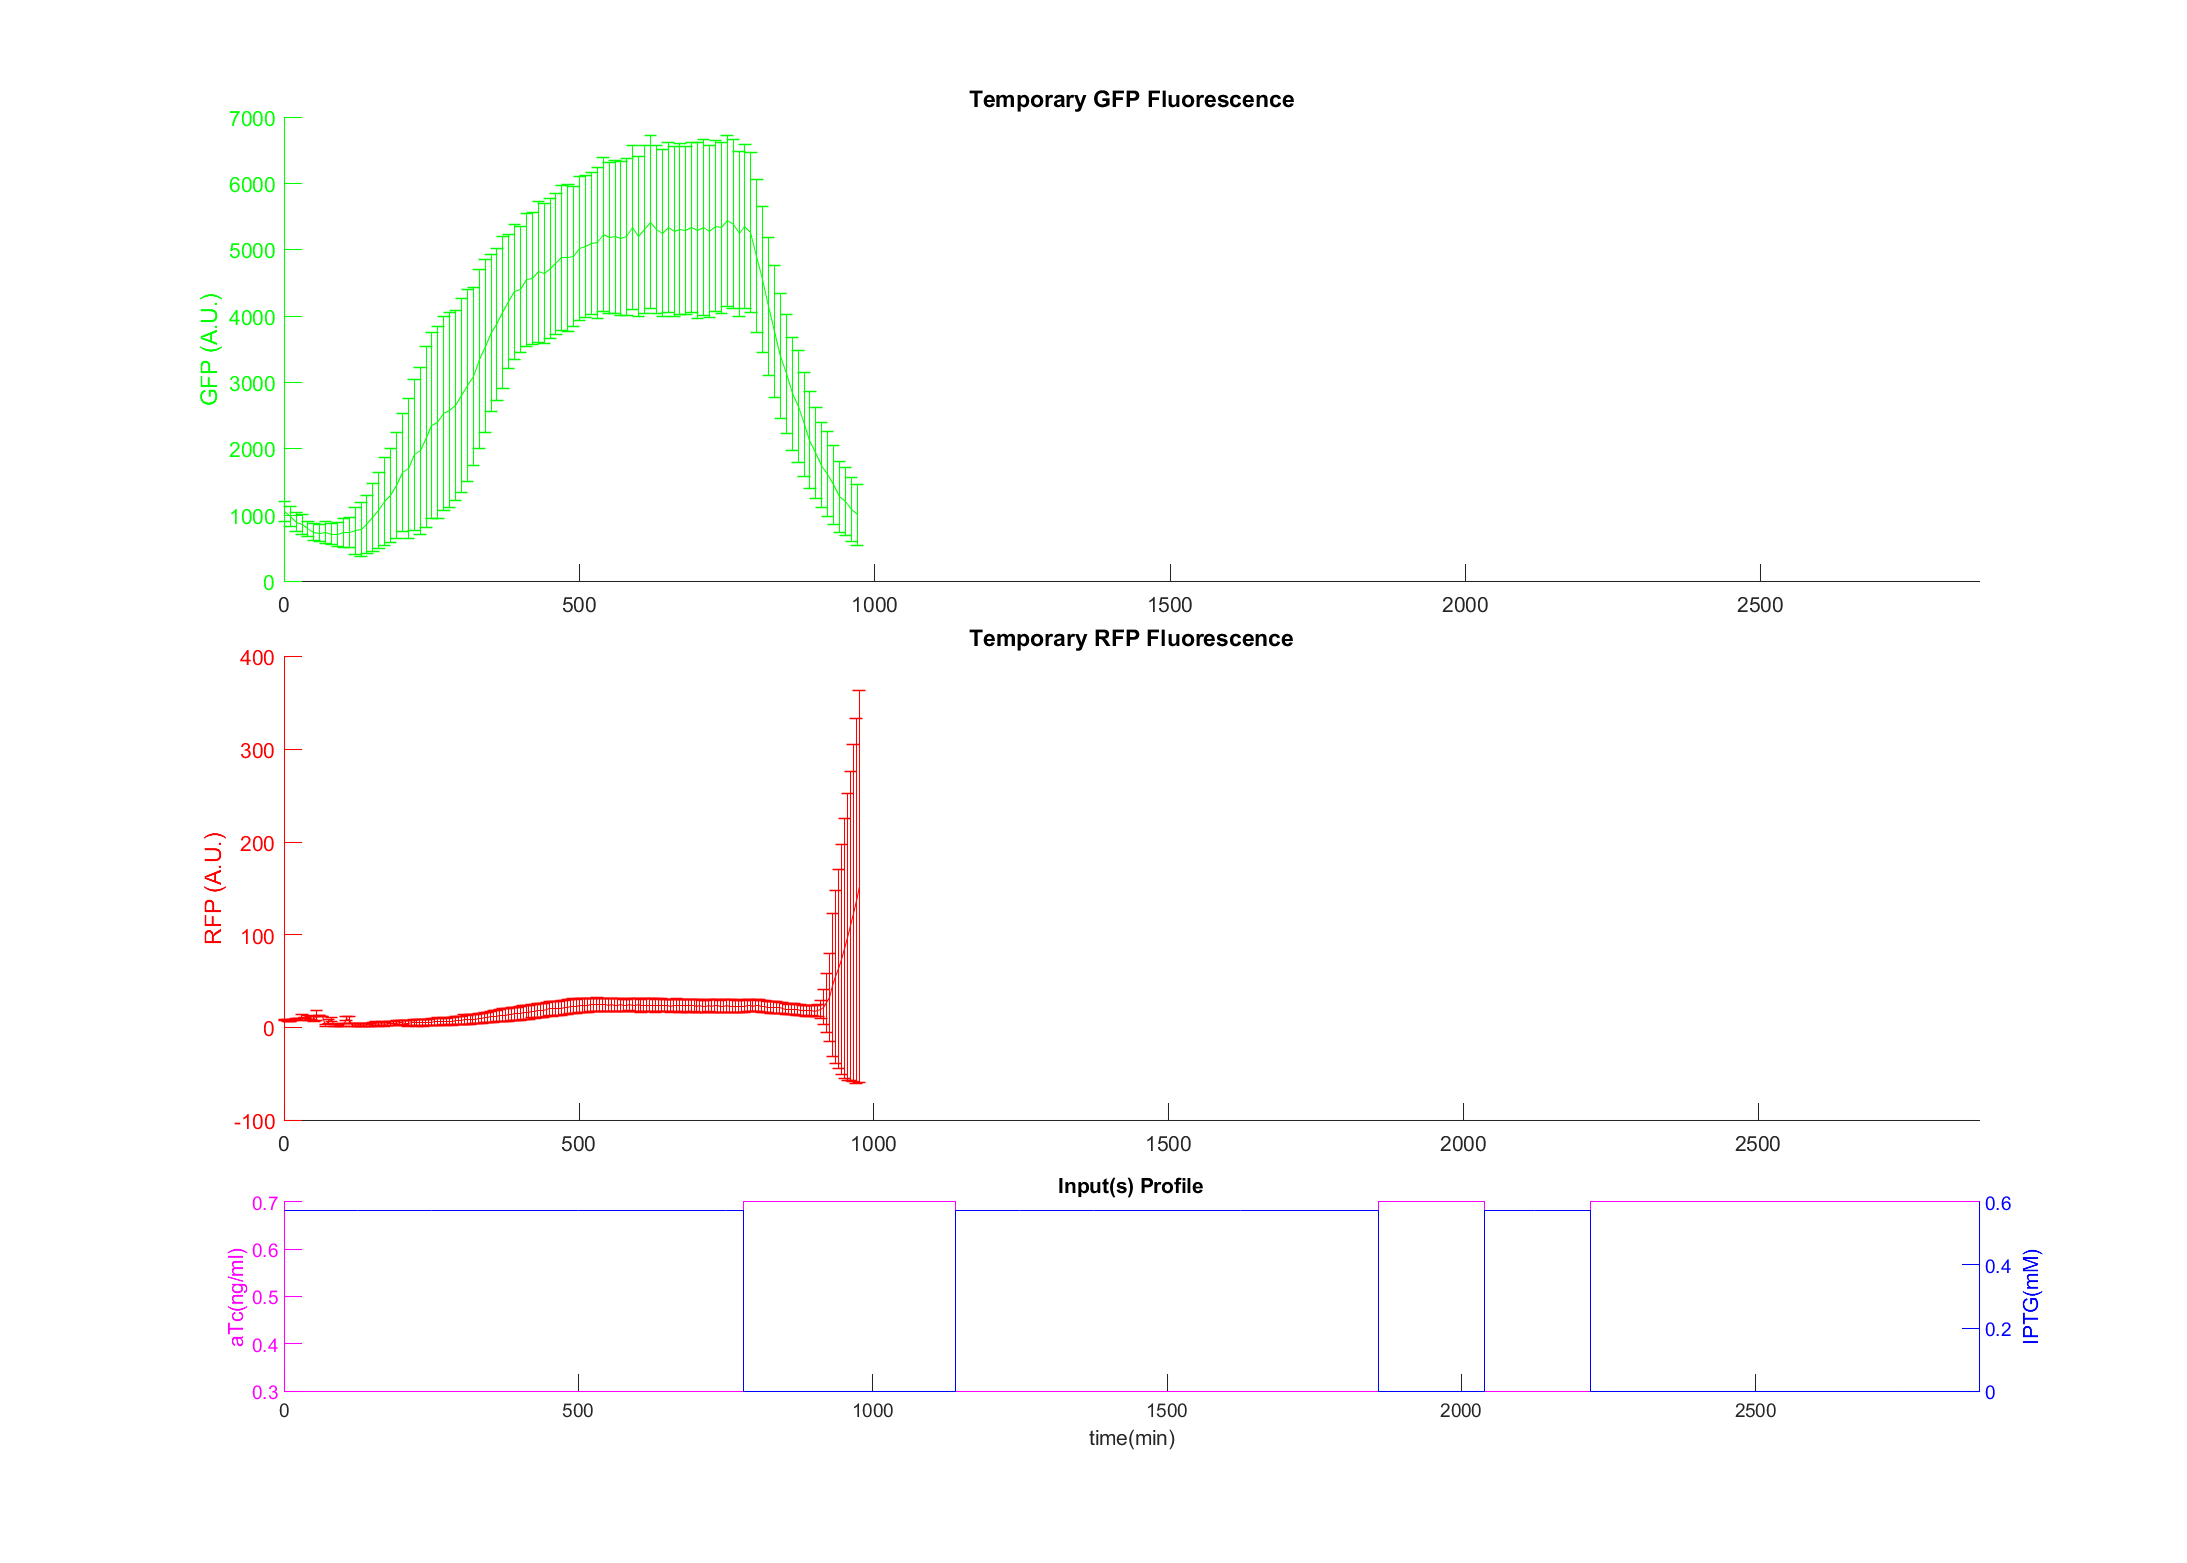 Temporary GFP Fluorescence
7000
6000
5000
4000
3000
2000
1000
0
GFP (A.U.)
0 500 1000 1500 2000 2500
Temporary RFP Fluorescence
400
300
200
100
0
-100
RFP (A.U.)
0 500 1000 1500 2000 2500
Input(s) Profile
0.7
0.6
0.5
0.4
0.3
aTc(ng/ml)
0.6
0.4
0.2
0
IPTG(mM)
0 500 1000 1500 2000 2500
time(min)